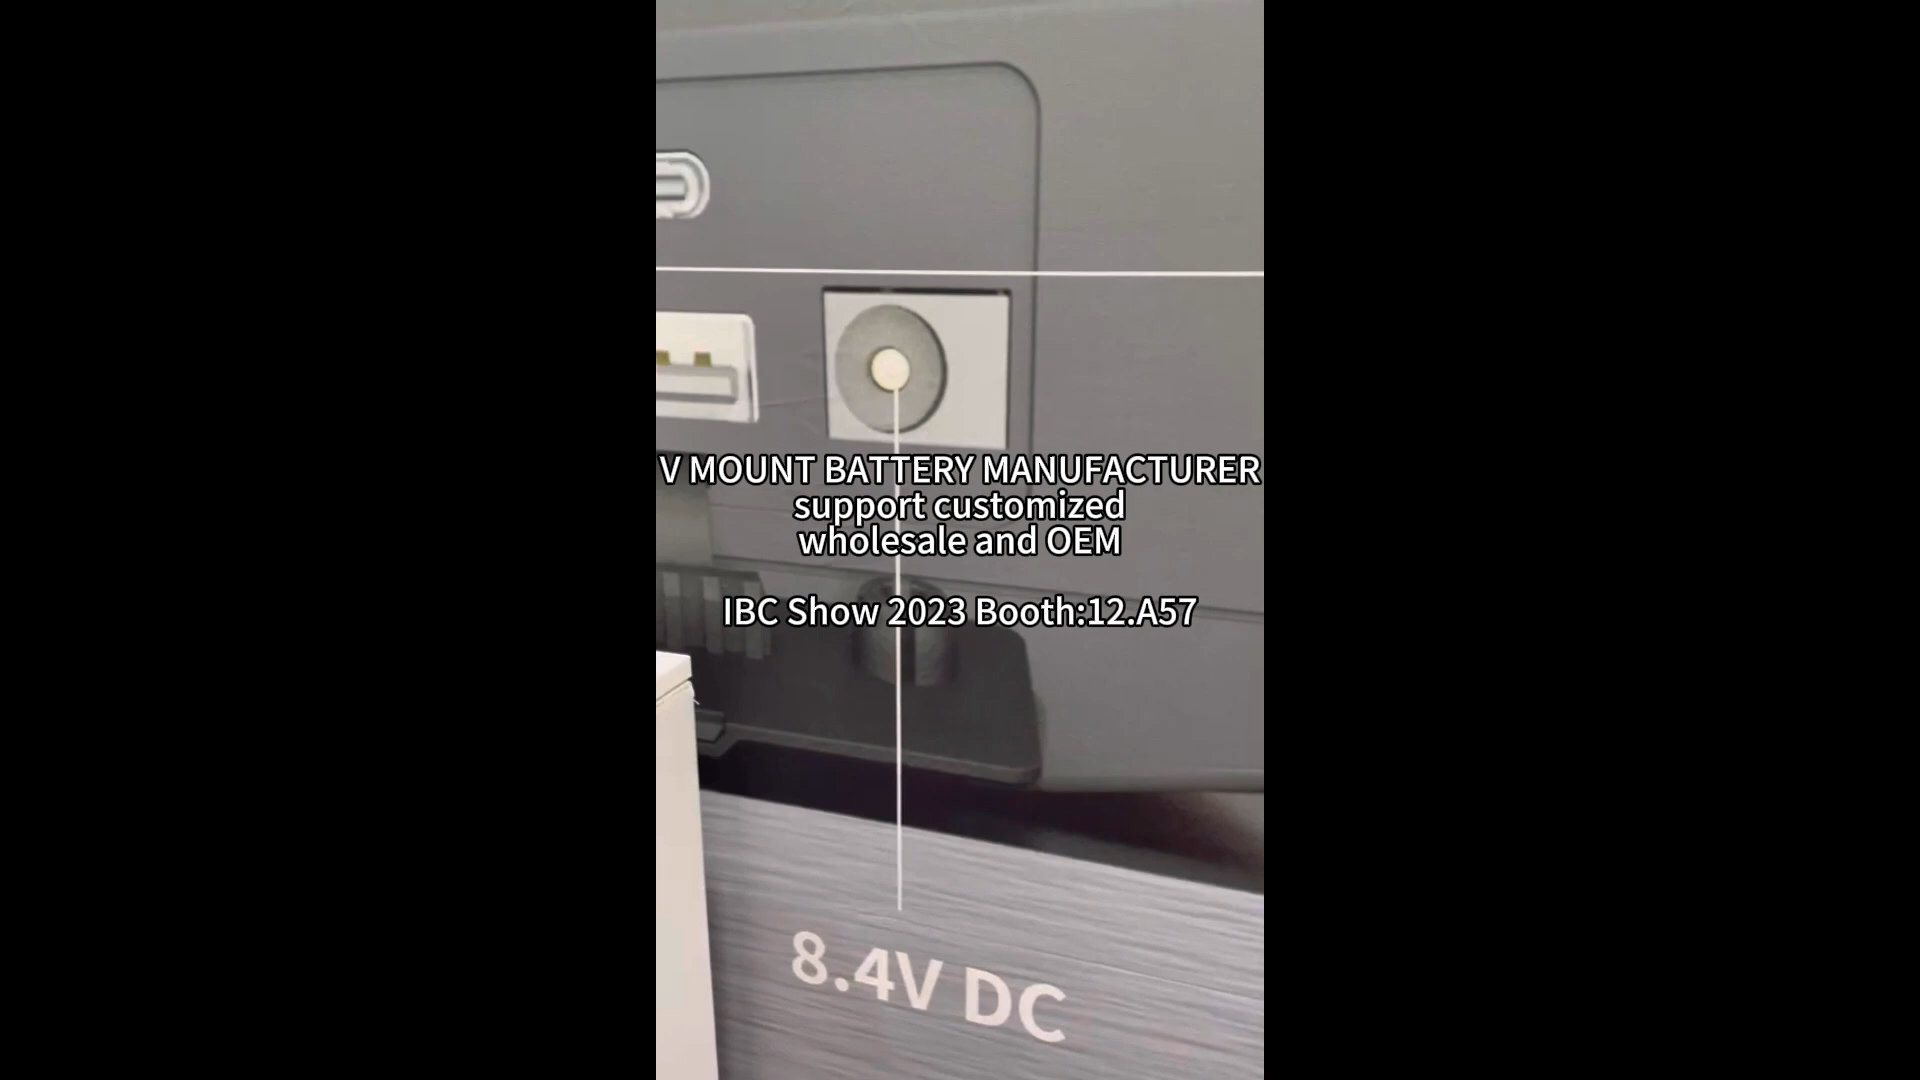 V MOUNT BATTERY MANUFACTURER
support customized
wholesale and OEM
IBC Show 2023 Booth:12.A57
8.4V DC